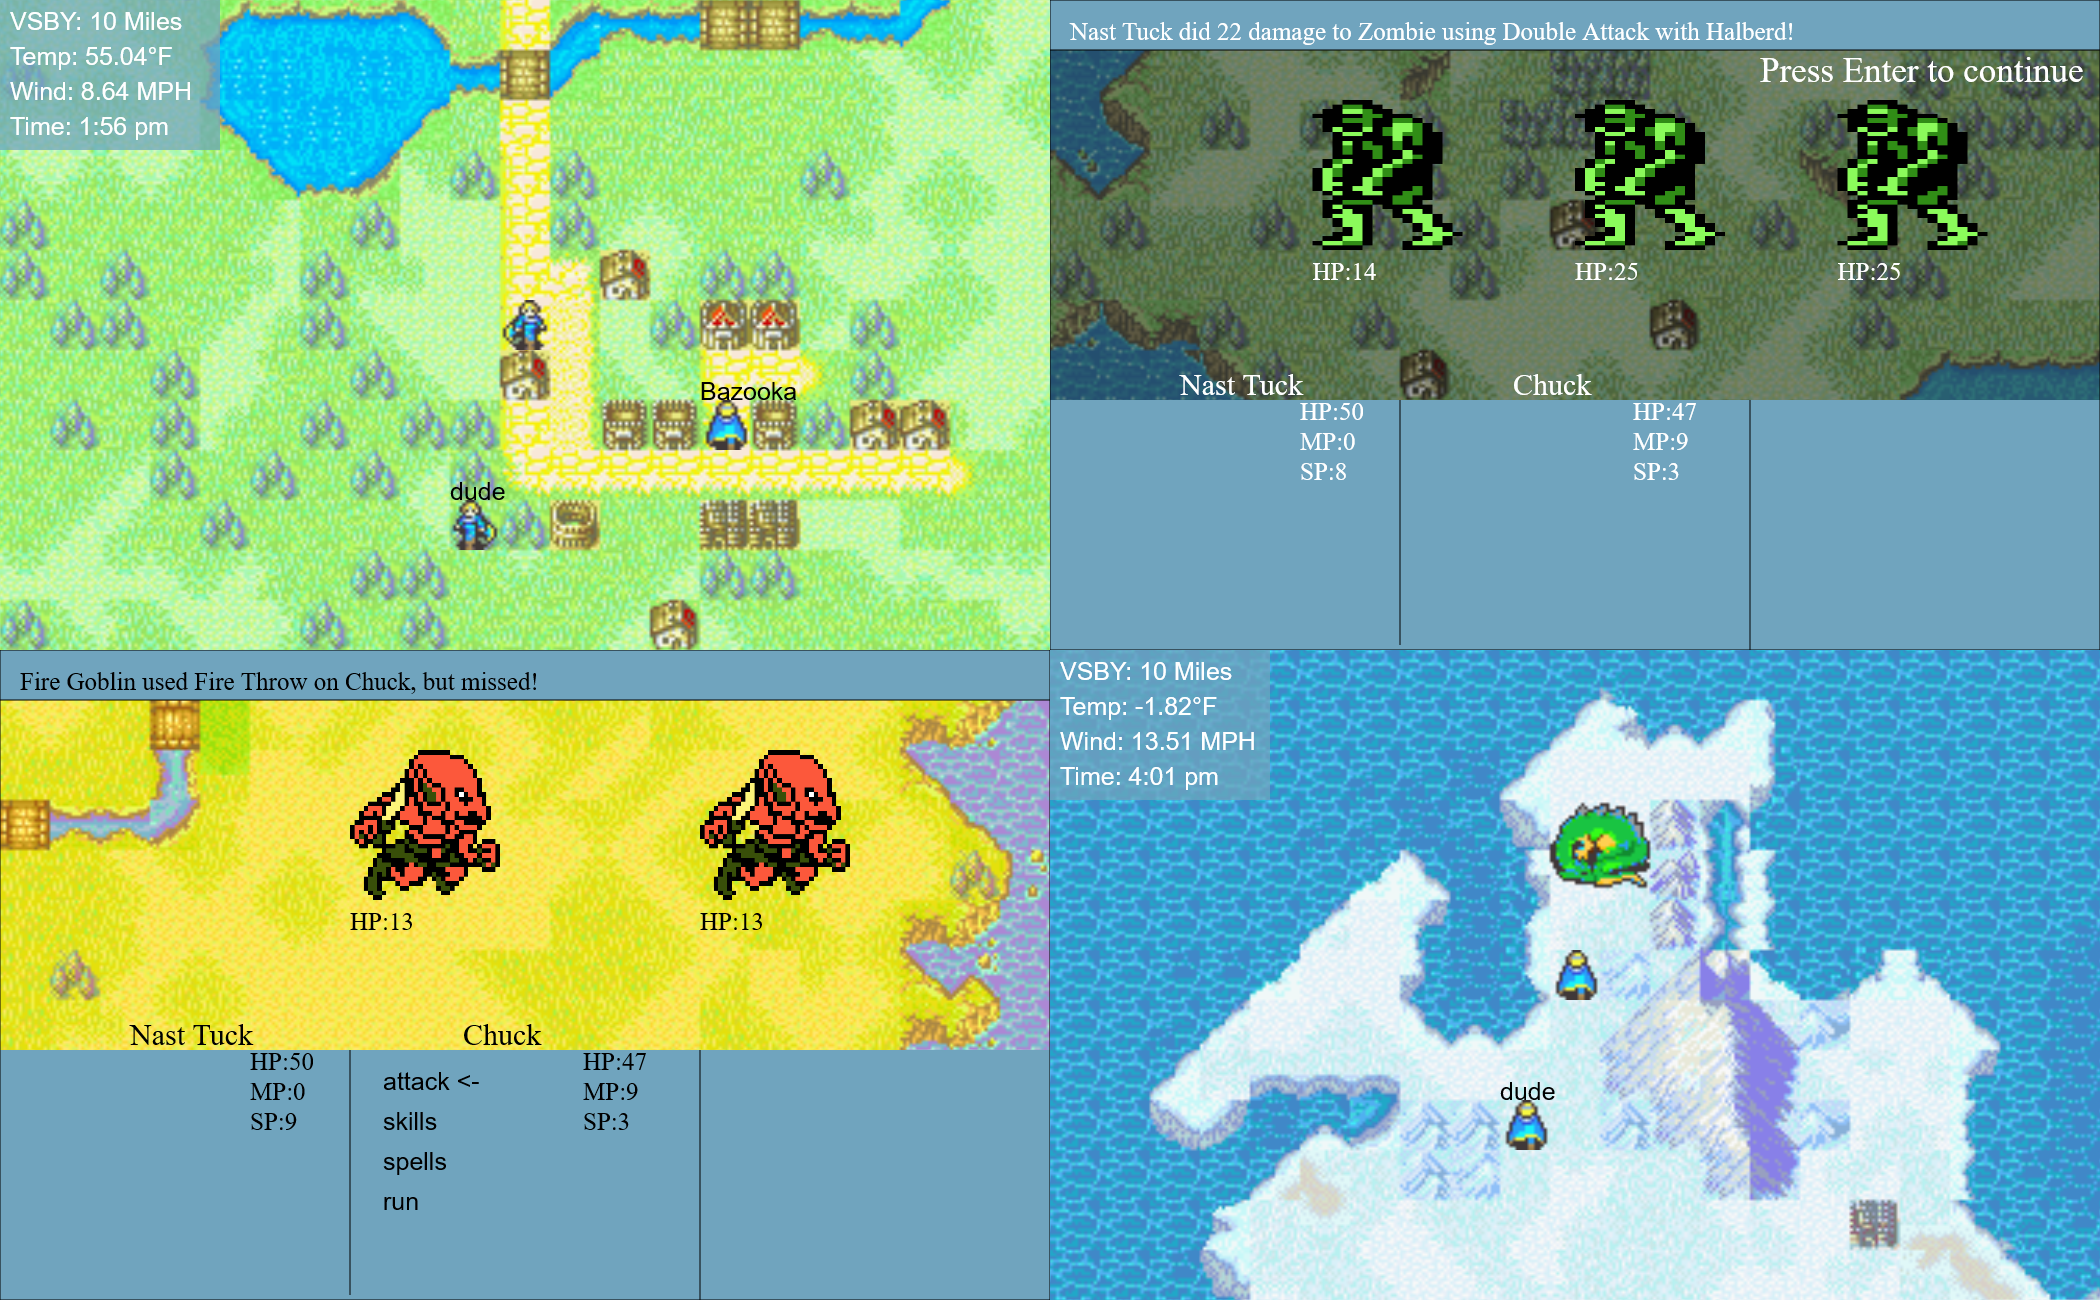 VSBY: 10 Miles
Temp: 55.04°F
Wind: 8.64 MPH
Time: 1:56 pm
Bazooka
dude
Nast Tuck did 22 damage to Zombie using Double Attack with Halberd!
Press Enter to continue
HP:14
HP:25
HP:25
Nast Tuck
HP:50
MP:0
SP:8
Chuck
HP:47
MP:9
SP:3
Fire Goblin used Fire Throw on Chuck, but missed!
HP:13
HP:13
Nast Tuck
HP:50
MP:0
SP:9
Chuck
attack <-
skills
spells
run
HP:47
MP:9
SP:3
VSBY: 10 Miles
Temp: -1.82°F
Wind: 13.51 MPH
Time: 4:01 pm
dude